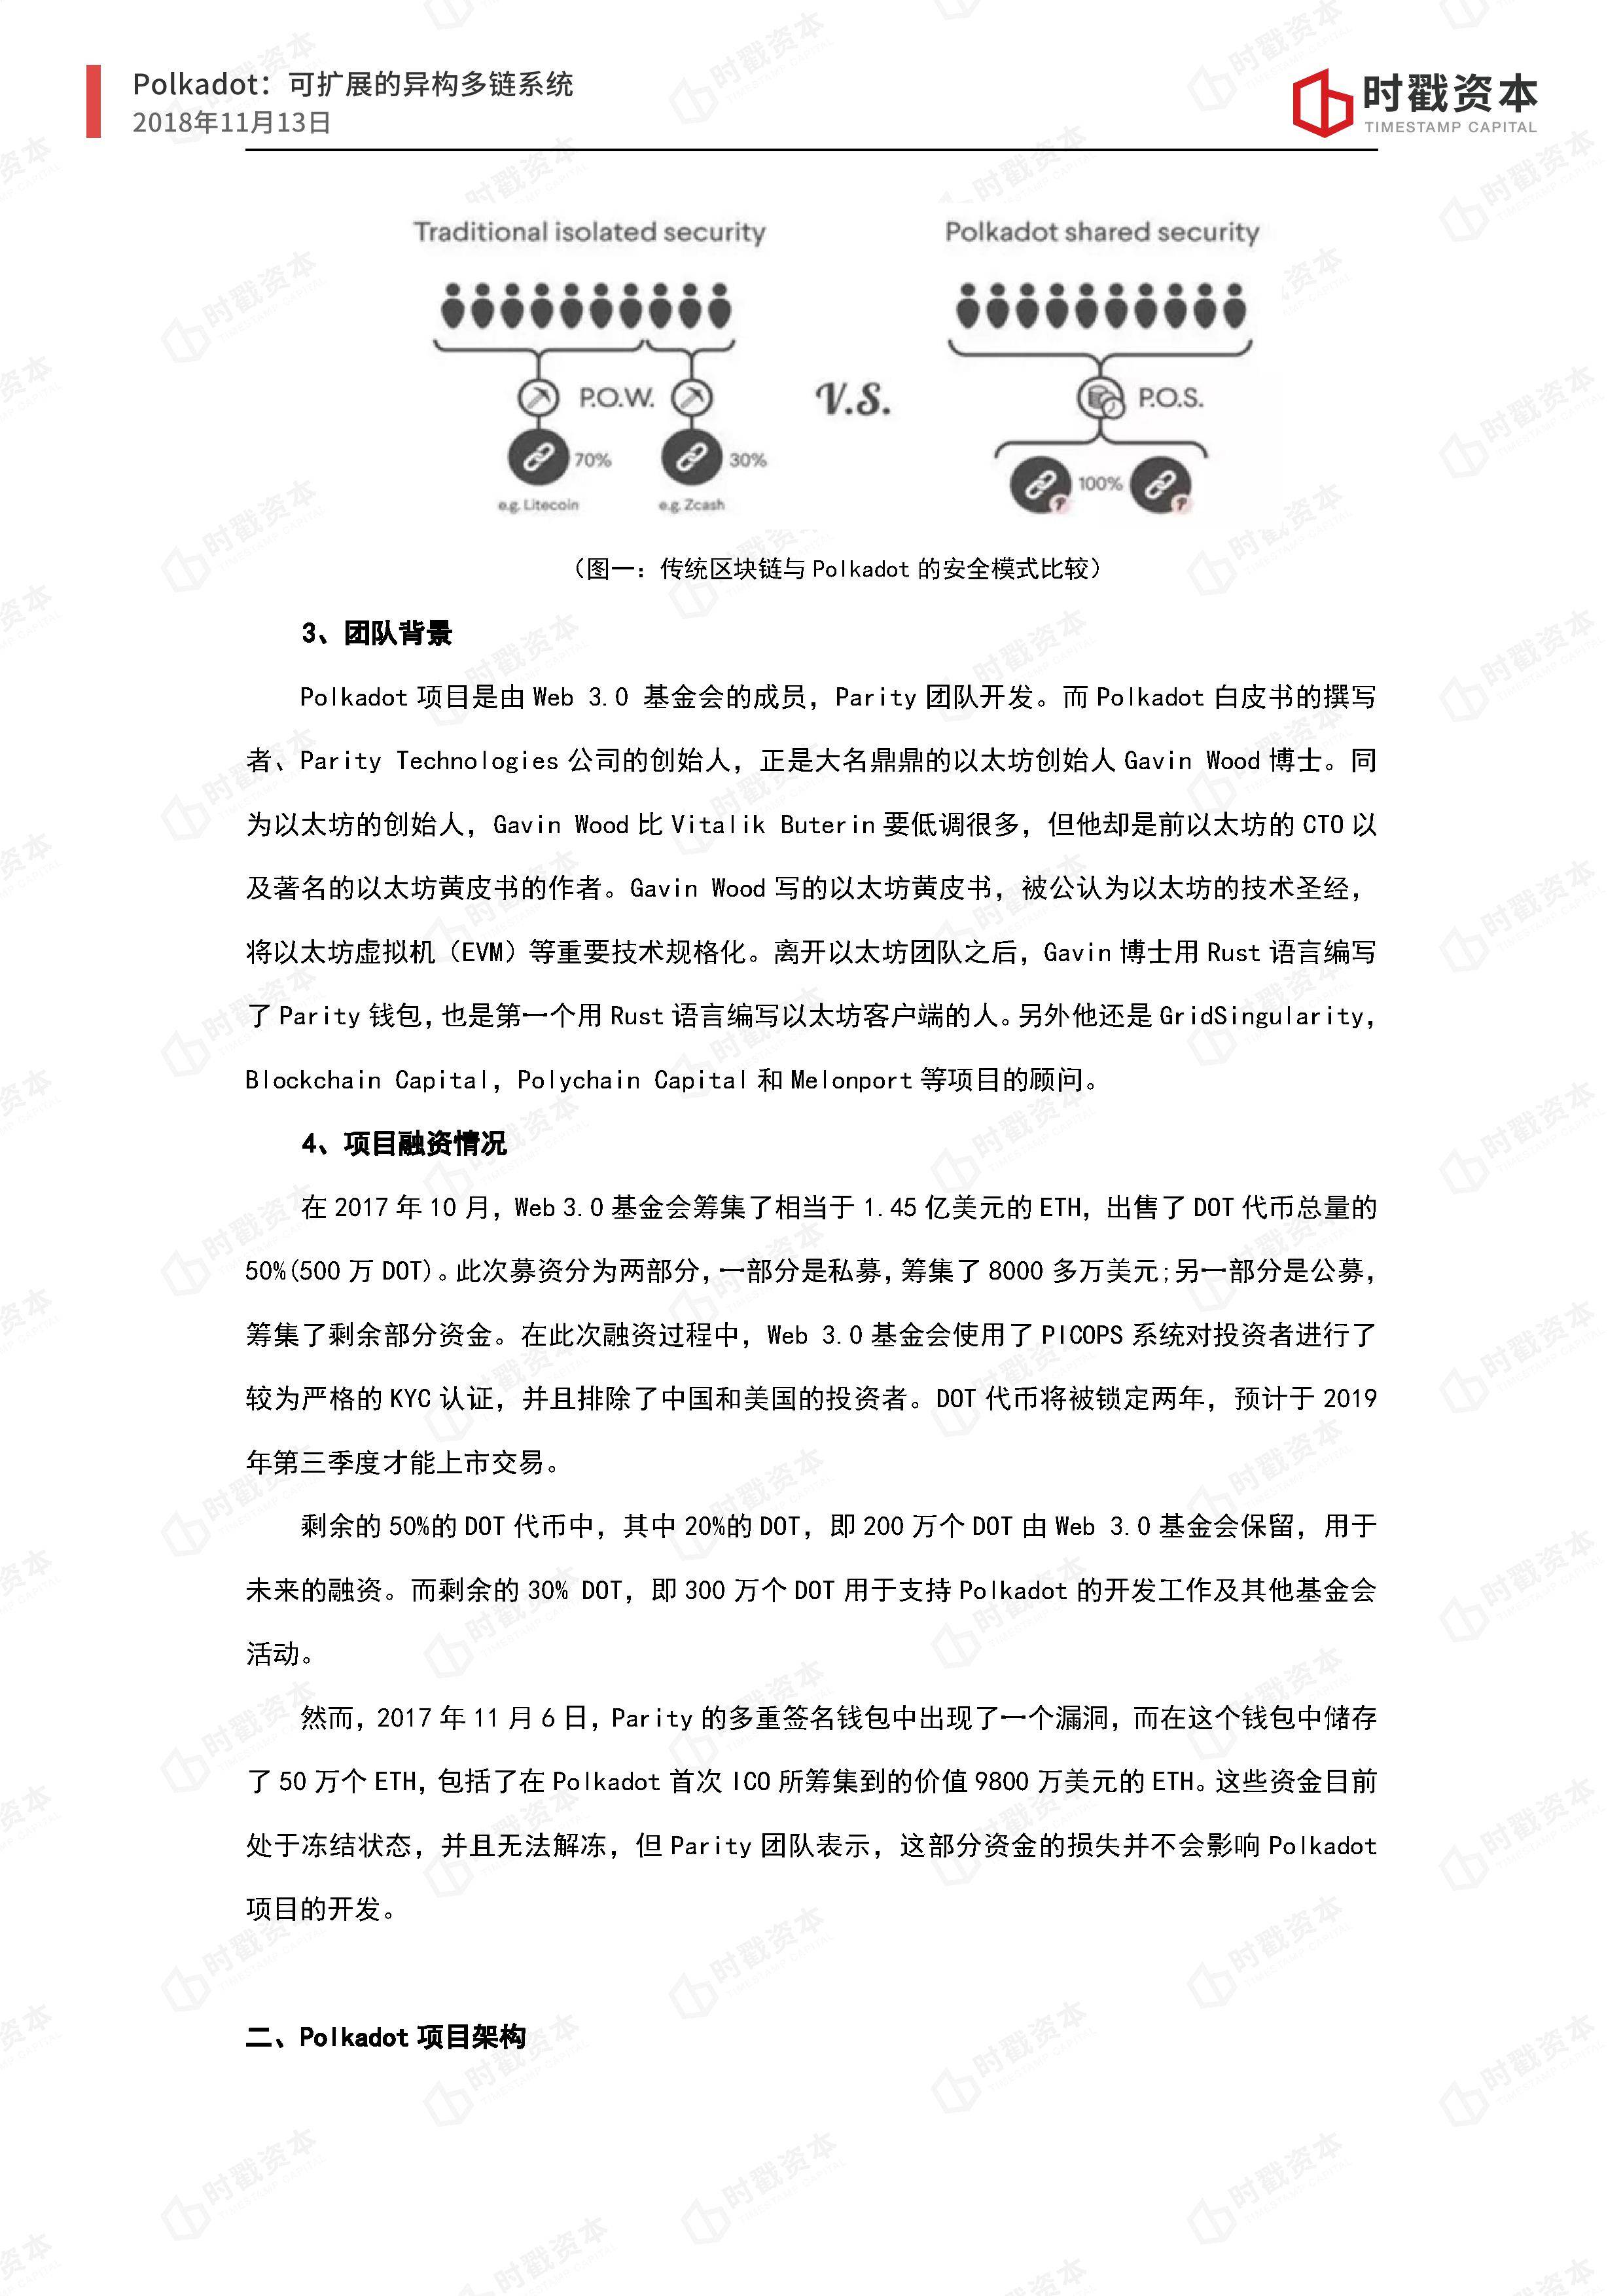 Polkadot：可扩展的异构多链系统
2018年11月13日
时戳资本
TIMESTAMP CAPITAL
Traditional isolated security
Polkadot shared security
P.O.W.
V.S.
P.O.S.
70%
30%
100%
e.g. Litecoin
e.g. Zcash
（图一：传统区块链与 Polkadot 的安全模式比较）
3、团队背景
Polkadot 项目是由 Web 3.0 基金会的成员，Parity 团队开发。而 Polkadot 白皮书的撰写
者、Parity Technologies 公司的创始人，正是大名鼎鼎的以太坊创始人 Gavin Wood 博士。同
为以太坊的创始人，Gavin Wood 比 Vitalik Buterin 要低调很多，但他却是前以太坊的 CTO 以
及著名的以太坊黄皮书的作者。Gavin Wood 写的以太坊黄皮书，被公认为以太坊的技术圣经，
将以太坊虚拟机（EVM）等重要技术规格化。离开以太坊团队之后，Gavin 博士用 Rust 语言编写
了 Parity 钱包，也是第一个用 Rust 语言编写以太坊客户端的人。另外他还是 GridSingularity，
Blockchain Capital，Polychain Capital 和 Melonport 等项目的顾问。
4、项目融资情况
在 2017 年 10 月，Web 3.0 基金会筹集了相当于 1.45 亿美元的 ETH，出售了 DOT 代币总量的
50%(500 万 DOT)。此次募资分为两部分，一部分是私募，筹集了 8000 多万美元;另一部分是公募，
筹集了剩余部分资金。在此次融资过程中，Web 3.0 基金会使用了 PICOPS 系统对投资者进行了
较为严格的 KYC 认证，并且排除了中国和美国的投资者。DOT 代币将被锁定两年，预计于 2019
年第三季度才能上市交易。
剩余的 50%的 DOT 代币中，其中 20%的 DOT，即 200 万个 DOT 由 Web 3.0 基金会保留，用于
未来的融资。而剩余的 30% DOT，即 300 万个 DOT 用于支持 Polkadot 的开发工作及其他基金会
活动。
然而，2017 年 11 月 6 日，Parity 的多重签名钱包中出现了一个漏洞，而在这个钱包中储存
了 50 万个 ETH，包括了在 Polkadot 首次 ICO 所筹集到的价值 9800 万美元的 ETH。这些资金目前
处于冻结状态，并且无法解冻，但 Parity 团队表示，这部分资金的损失并不会影响 Polkadot
项目的开发。
二、Polkadot 项目架构